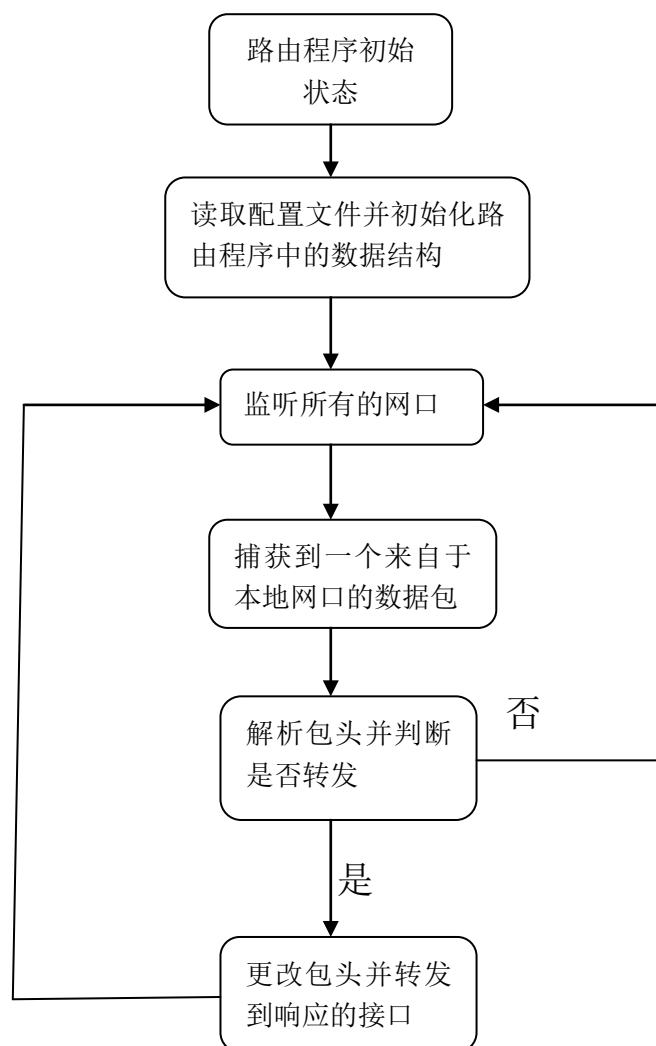 路由程序初始
状态
读取配置文件并初始化路
由程序中的数据结构
监听所有的网口
捕获到一个来自于
本地网口的数据包
解析包头并判断
是否转发
否
是
更改包头并转发
到响应的接口